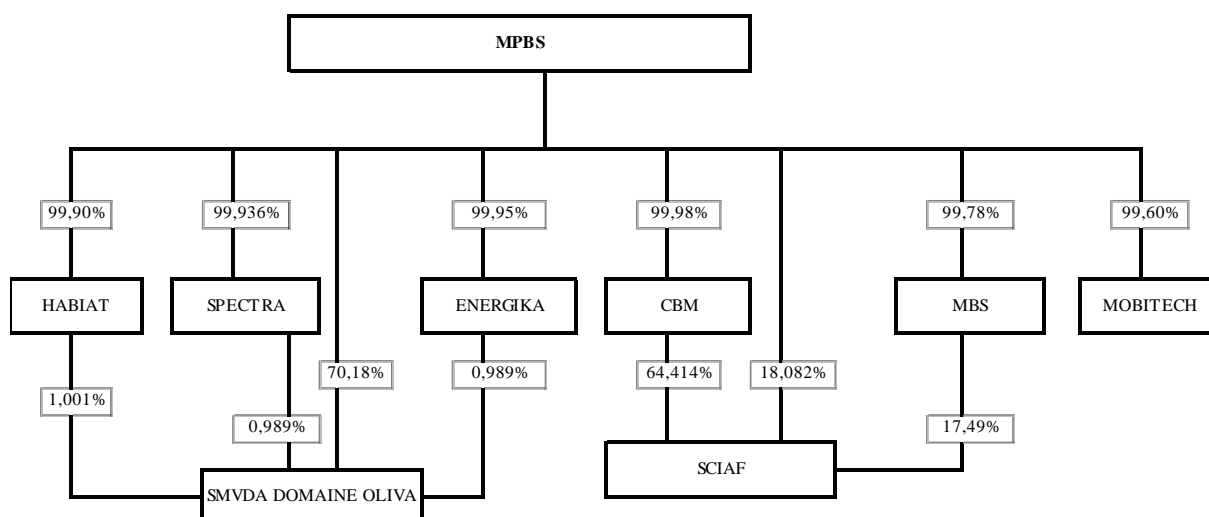 MPBS
99,90%
99,936%
99,95%
99,98%
99,78%
99,60%
HABIAT
SPECTRA
ENERGIKA
CBM
MBS
MOBITECH
70,18%
0,989%
64,414%
18,082%
1,001%
0,989%
17,49%
SCIAF
SMVDA DOMAINE OLIVA